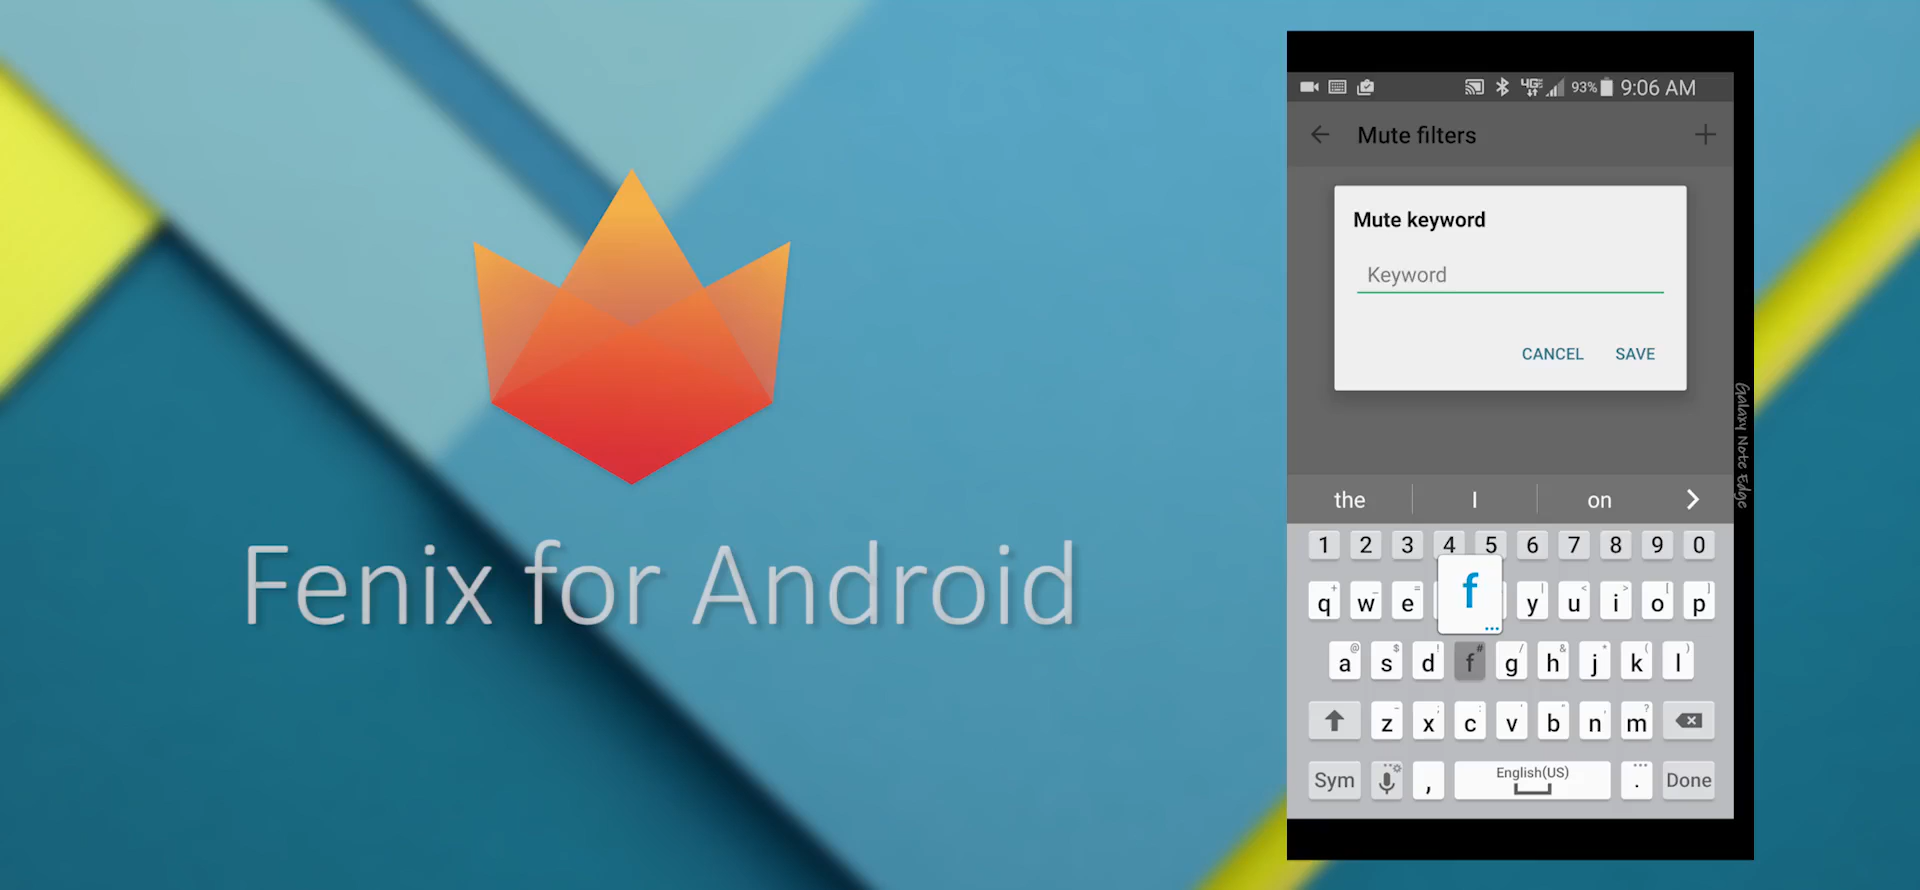 Fenix for Android
4G 93% 9:06 AM
Mute filters
Mute keyword
Keyword
CANCEL SAVE
Galaxy Note Edge
the I on
1 2 3 4 5 6 7 8 9 0
q w e f y u i o p
a s d f g h j k l
z x c v b n m
Sym , English(US) . Done